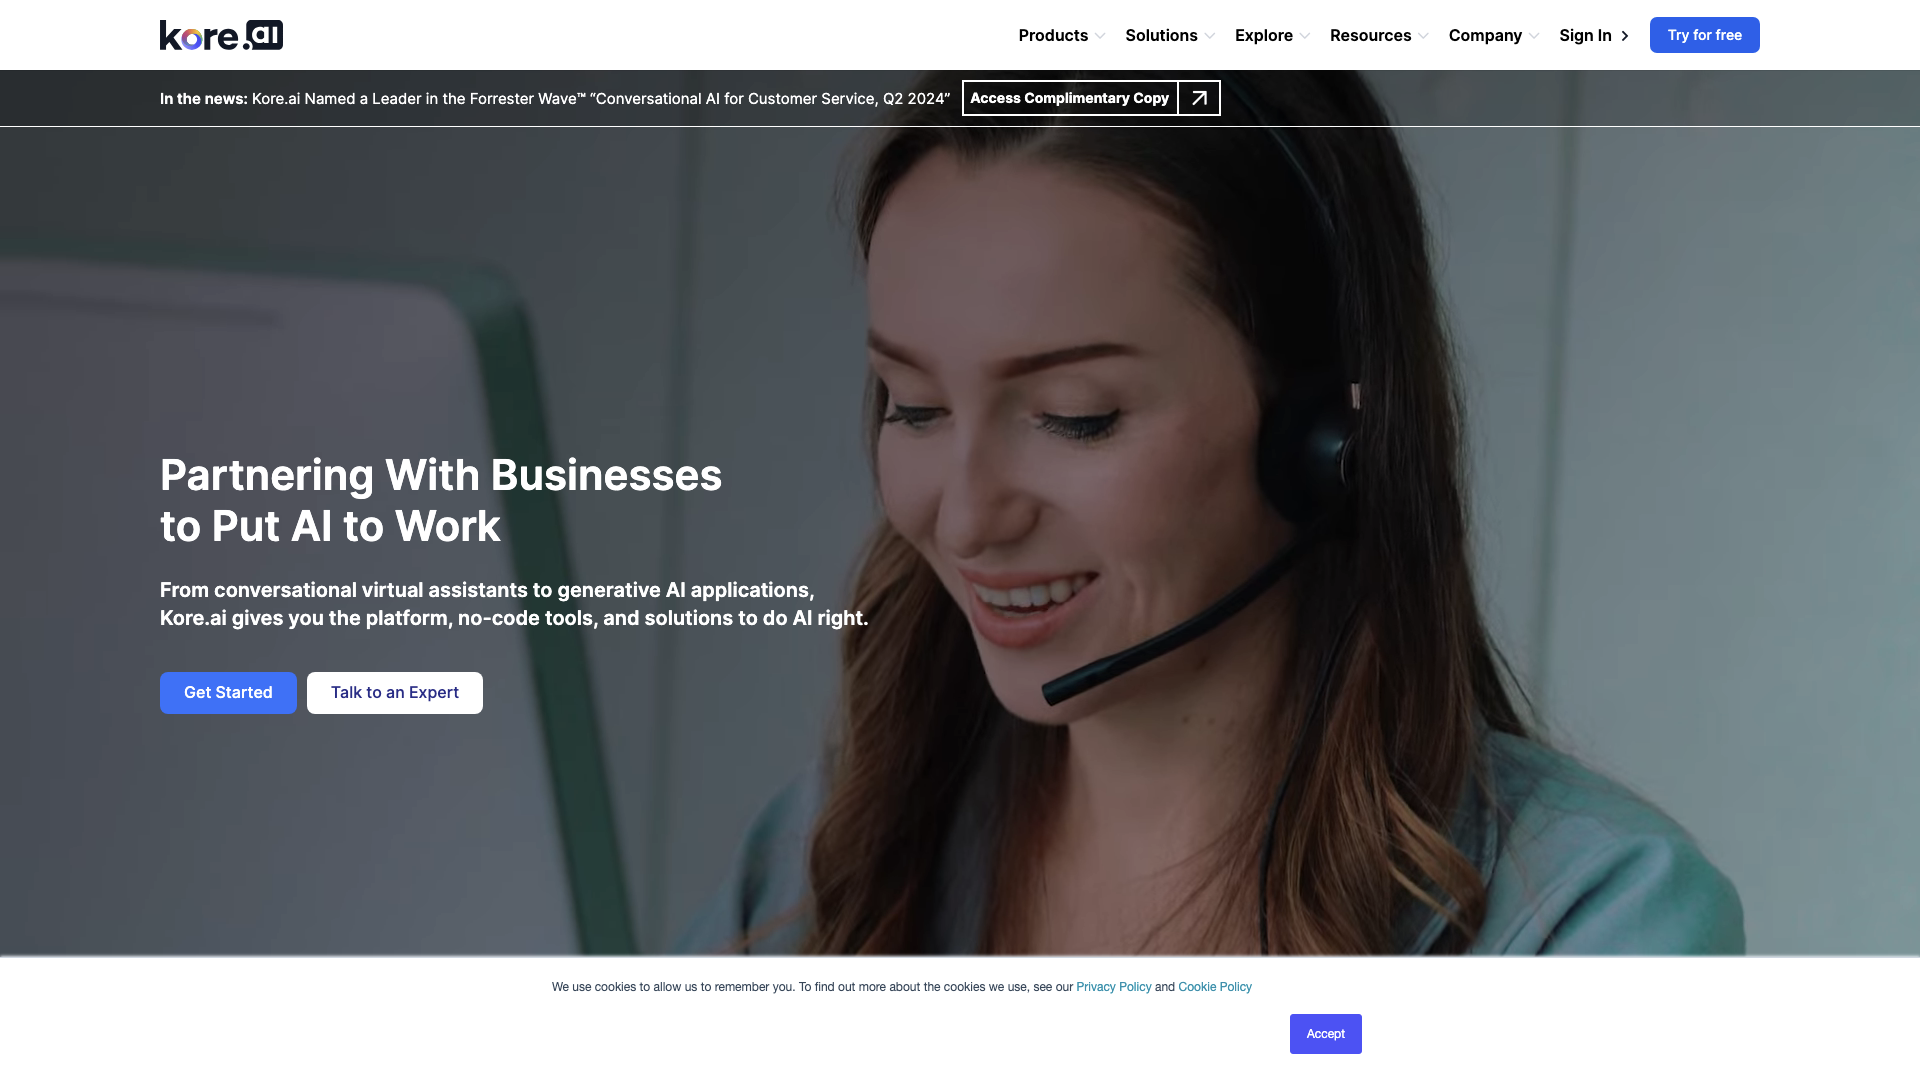 kore.ai
Products
Solutions
Explore
Resources
Company
Sign In
Try for free
In the news: Kore.ai Named a Leader in the Forrester Wave™ “Conversational AI for Customer Service, Q2 2024”
Access Complimentary Copy
Partnering With Businesses
to Put AI to Work
From conversational virtual assistants to generative AI applications,
Kore.ai gives you the platform, no-code tools, and solutions to do AI right.
Get Started
Talk to an Expert
We use cookies to allow us to remember you. To find out more about the cookies we use, see our Privacy Policy and Cookie Policy
Accept